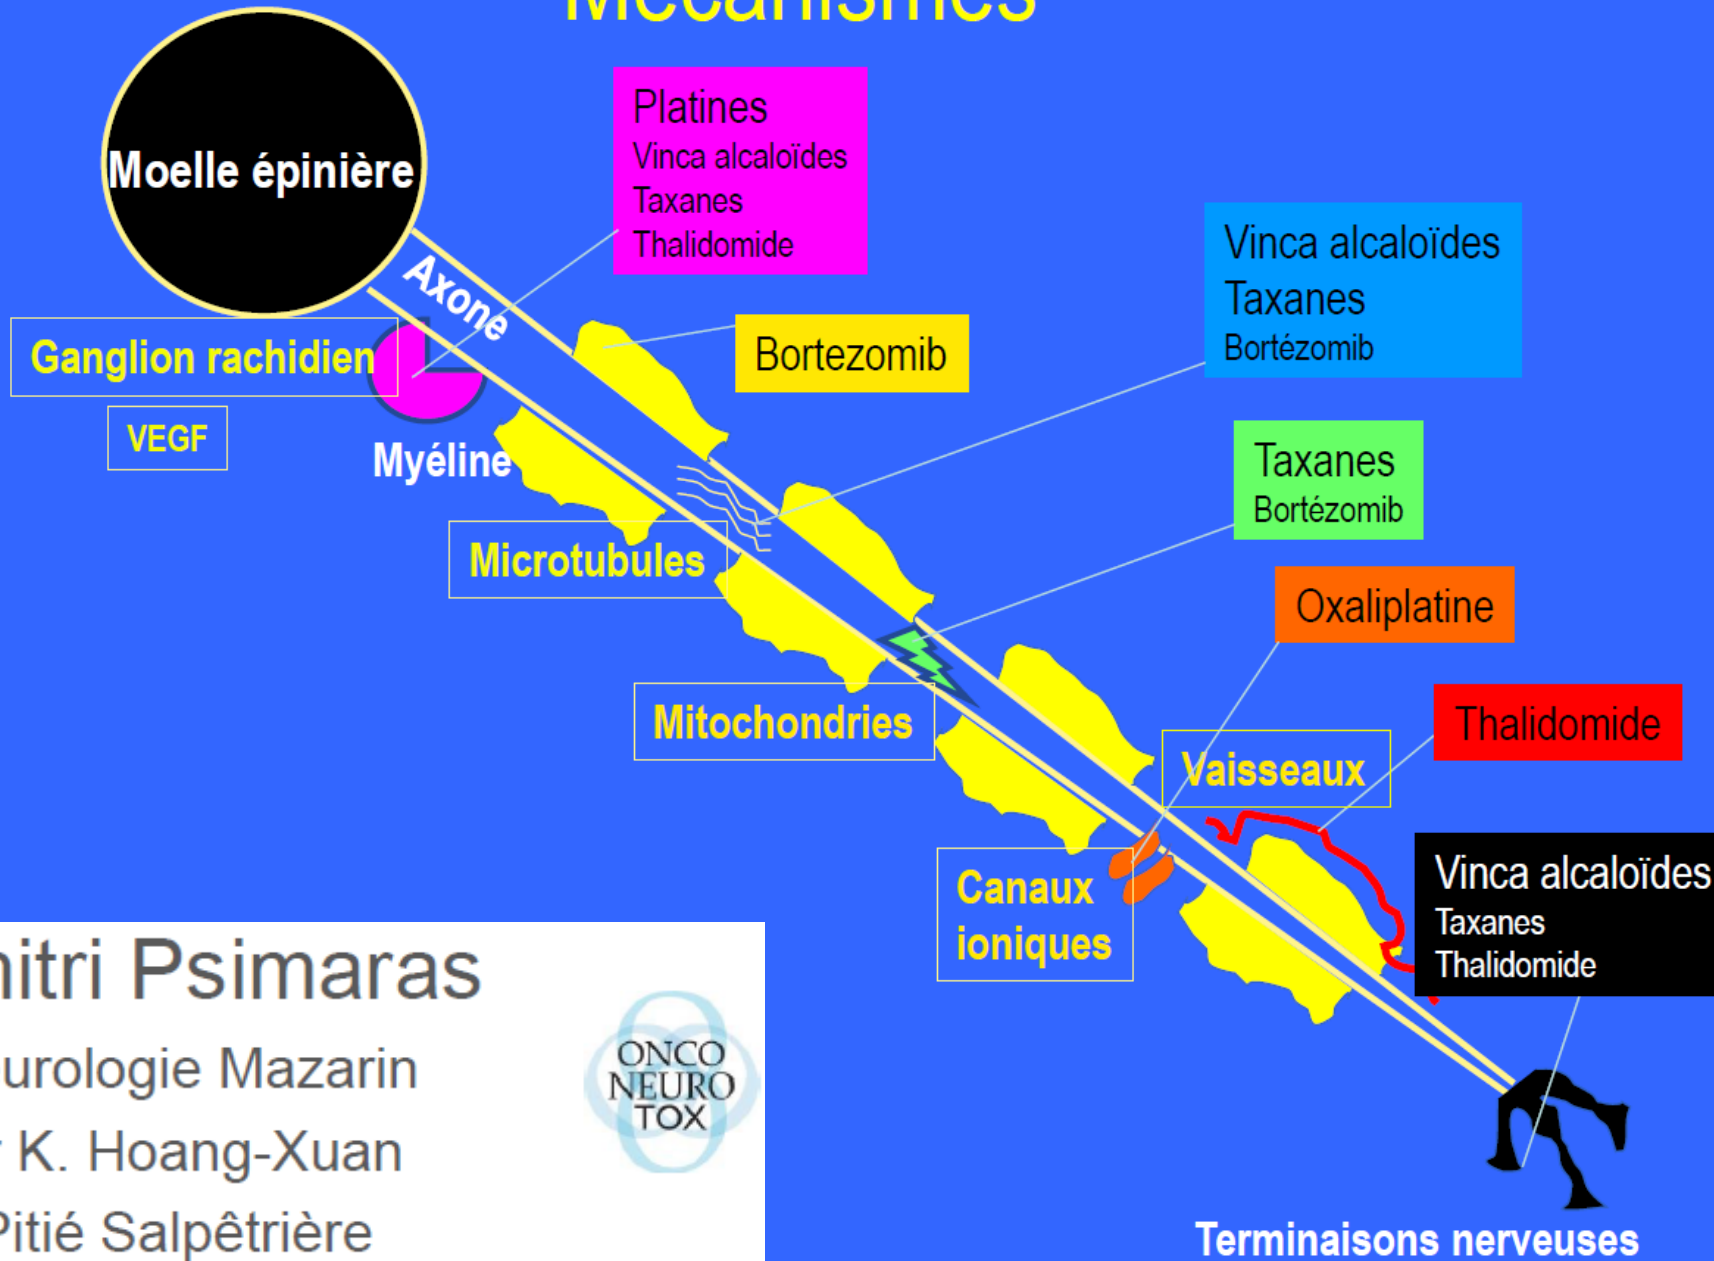 Mécanismes
Moelle épinière
Platines
Vinca alcaloïdes
Taxanes
Thalidomide
Vinca alcaloïdes
Taxanes
Bortézomib
Axone
Ganglion rachidien
Bortezomib
VEGF
Myéline
Taxanes
Bortézomib
Microtubules
Oxaliplatine
Mitochondries
Thalidomide
Vaisseaux
Canaux
ioniques
Vinca alcaloïdes
Taxanes
Thalidomide
Psimaras
Mazarin
K. Hoang-Xuan
Pitié Salpêtrière
ONCO
NEURO
TOX
Terminaisons nerveuses